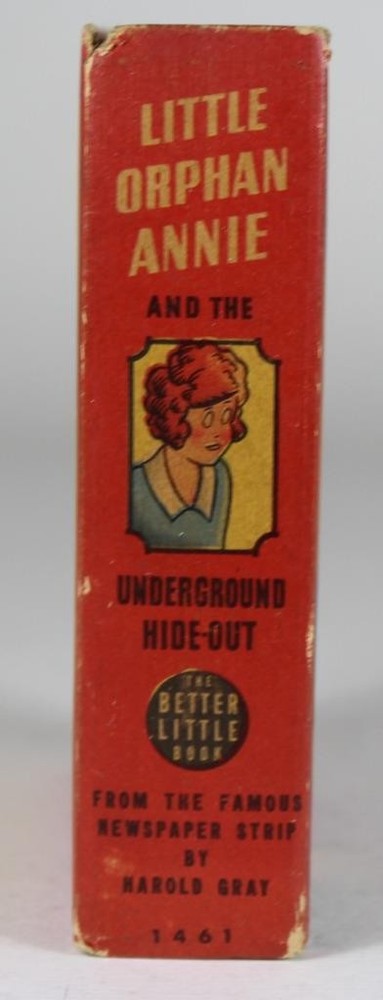 LITTLE
ORPHAN
ANNIE
AND THE
UNDERGROUND
HIDE-OUT
THE
BETTER
LITTLE
BOOK
FROM THE FAMOUS
NEWSPAPER STRIP
BY
HAROLD GRAY
1461